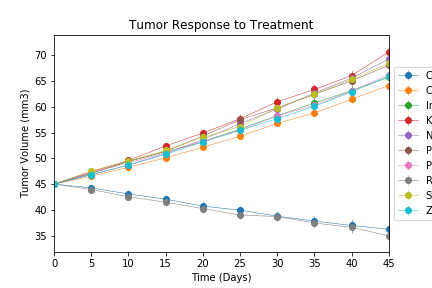 Tumor Response to Treatment
Tumor Volume (mm3)
70
65
60
55
50
45
40
35
0 5 10 15 20 25 30 35 40 45
Time (Days)
C
C
In
K
N
P
P
R
S
Z